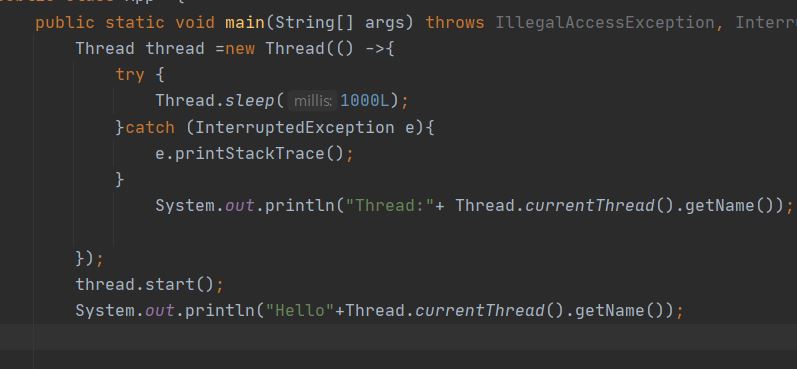 public static void main(String[] args) throws IllegalAccessException,
Thread thread =new Thread(() ->{
try {
Thread.sleep( millis: 1000L);
}catch (InterruptedException e){
e.printStackTrace();
}
System.out.println("Thread:"+ Thread.currentThread().getName());
});
thread.start();
System.out.println("Hello"+Thread.currentThread().getName());